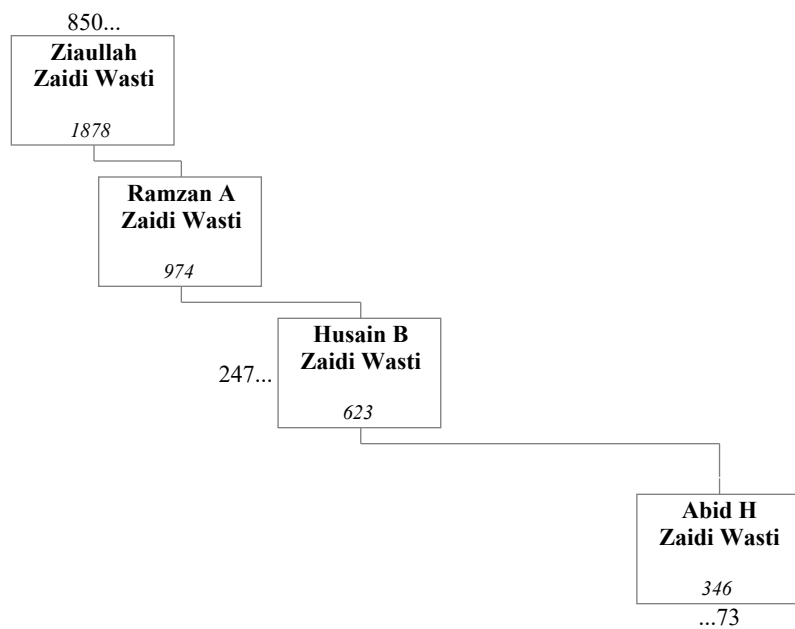 850...
Ziaullah
Zaidi Wasti
1878
Ramzan A
Zaidi Wasti
974
Husain B
Zaidi Wasti
247...
623
Abid H
Zaidi Wasti
346
...73